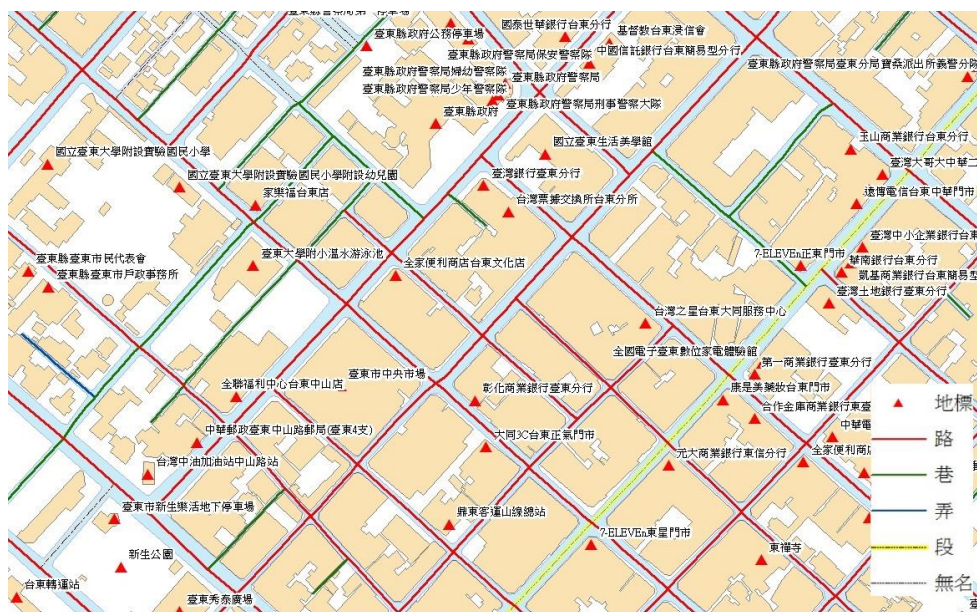 國泰世華銀行台東分行
基督教台東浸信會
臺東縣政府公務停車場
臺東縣政府警察局保安警察隊
中國信託銀行台東簡易型分行
臺東縣政府警察局臺東分局寶桑派出所義警分隊
臺東縣政府警察局婦幼警察隊
臺東縣政府警察局
臺東縣政府警察局少年警察隊
臺東縣政府警察局刑事警察大隊
臺東縣政府
玉山商業銀行台東分行
國立臺東大學附設實驗國民小學
國立臺東生活美學館
臺灣大哥大中華二
國立臺東大學附設實驗國民小學附設幼兒園
臺灣銀行臺東分行
遠傳電信台東中華門市
家樂福台東店
台灣票據交換所台東分所
臺灣中小企業銀行台東
臺東縣臺東市民代表會
臺東大學附小溫水游泳池
全家便利商店台東文化店
7-ELEVEn正東門市
華南銀行台東分行
臺東縣臺東市戶政事務所
凱基商業銀行台東簡易型
臺灣土地銀行臺東分行
台灣之星台東大同服務中心
全國電子臺東數位家電體驗館
第一商業銀行臺東分行
臺東市中央市場
全聯福利中心台東中山店
彰化商業銀行臺東分行
康是美藥妝台東門市
合作金庫商業銀行東臺
地標
中華郵政臺東中山路郵局(臺東4支)
大同3C台東正氣門市
中華電
路
台灣中油加油站中山路站
元大商業銀行東信分行
全家便利商店
巷
臺東市新生樂活地下停車場
鼎東客運山線總站
弄
7-ELEVEn東星門市
段
新生公園
東禪寺
台東轉運站
無名
臺東秀泰廣場